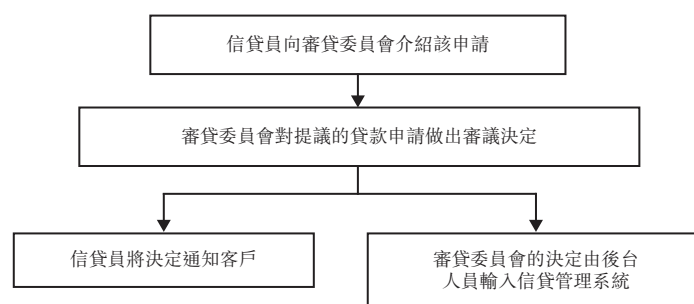 信貸員向審貸委員會介紹該申請
審貸委員會對提議的貸款申請做出審議決定
信貸員將決定通知客戶
審貸委員會的決定由後台
人員輸入信貸管理系統